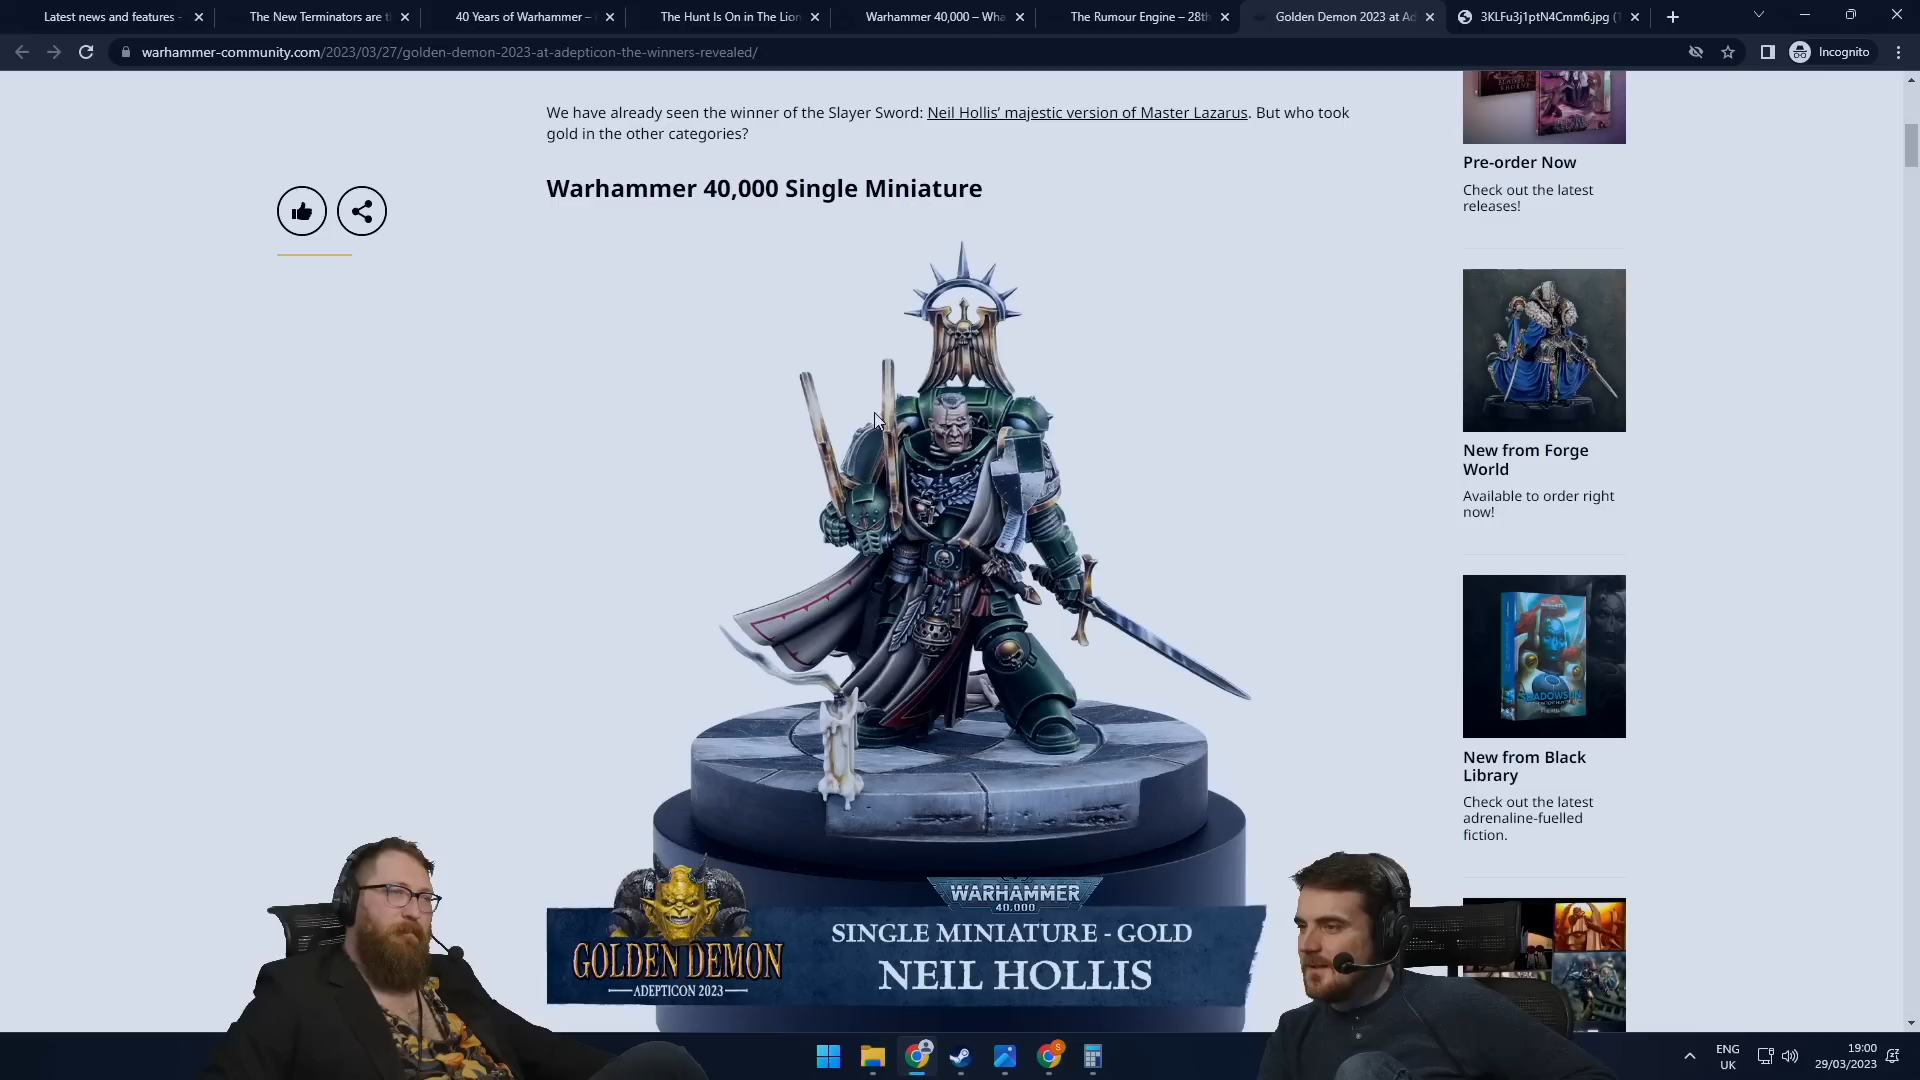 Latest news and features -
The New Terminators are t
40 Years of Warhammer –
The Hunt Is On in The Lion
Warhammer 40,000 – Wha
The Rumour Engine – 28th
Golden Demon 2023 at Ad
3KLFu3j1ptN4Cmm6.jpg (
warhammer-community.com/2023/03/27/golden-demon-2023-at-adepticon-the-winners-revealed/
Incognito
We have already seen the winner of the Slayer Sword: Neil Hollis’ majestic version of Master Lazarus. But who took
gold in the other categories?
Warhammer 40,000 Single Miniature
Pre-order Now
Check out the latest
releases!
New from Forge
World
Available to order right
now!
SHADOWSUN
New from Black
Library
Check out the latest
adrenaline-fuelled
fiction.
WARHAMMER
40,000
SINGLE MINIATURE - GOLD
NEIL HOLLIS
GOLDEN DEMON
ADEPTICON 2023
ENG
UK
19:00
29/03/2023